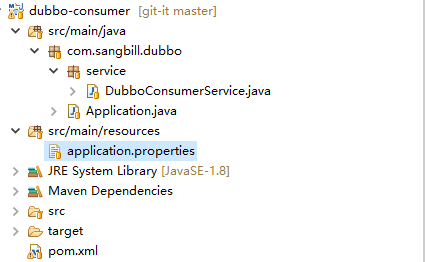 dubbo-consumer [git-it master]
src/main/java
com.sangbill.dubbo
service
DubboConsumerService.java
Application.java
src/main/resources
application.properties
JRE System Library [JavaSE-1.8]
Maven Dependencies
src
target
pom.xml